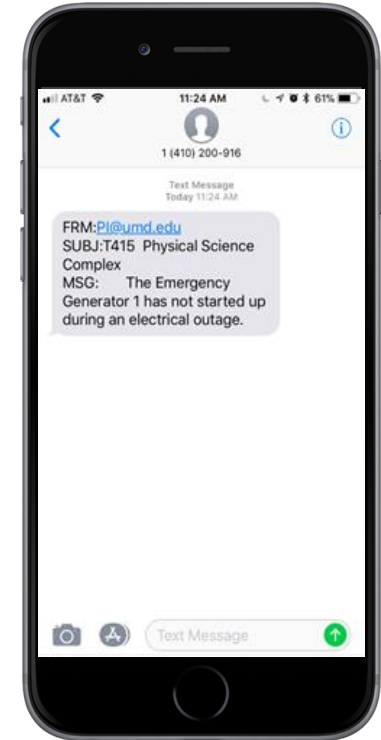 AT&T 11:24 AM 61%
1 (410) 200-916
Text Message
Today 11:24 AM
FRM:PI@umd.edu
SUBJ:T415 Physical Science
Complex
MSG: The Emergency
Generator 1 has not started up
during an electrical outage.
Text Message